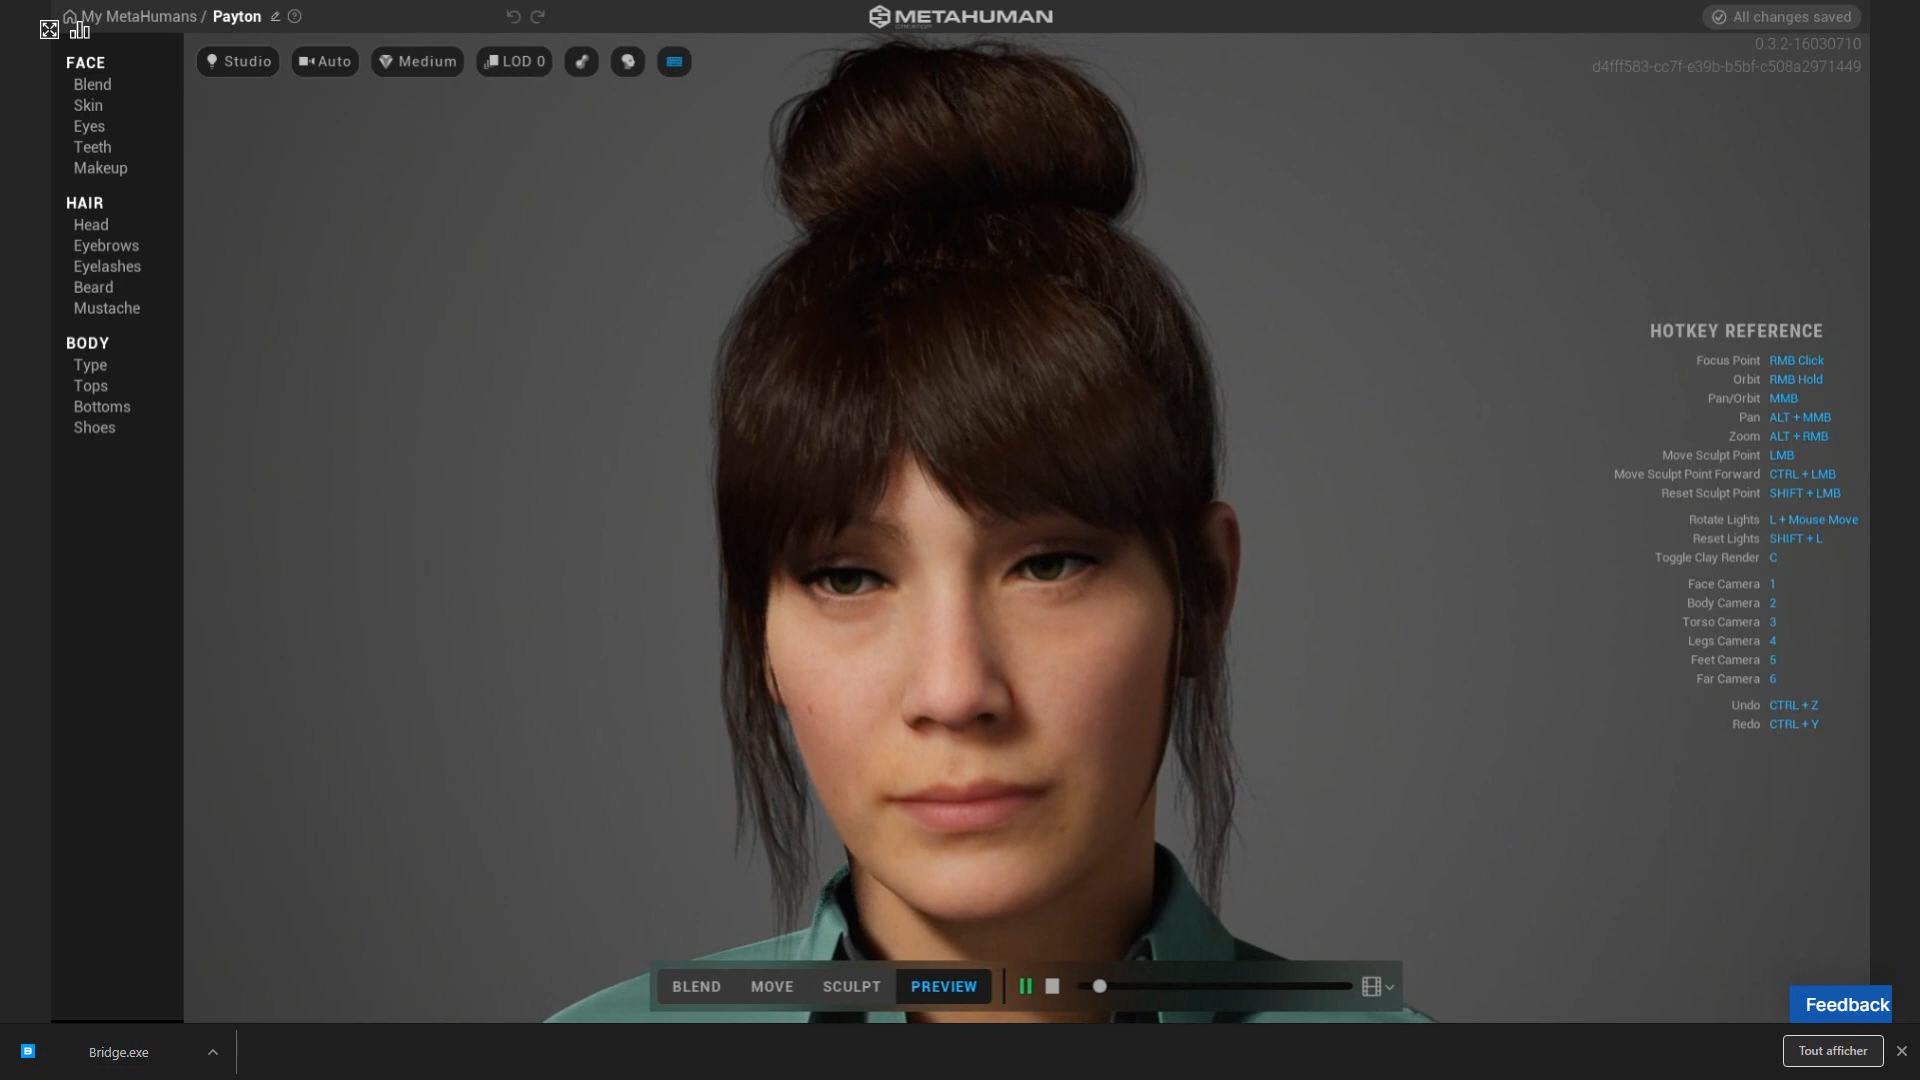 My MetaHumans / Payton
METAHUMAN
CREATOR
All changes saved
0.3.2-16030710
d4fff583-cc7f-e39b-b5bf-c508a2971449
Studio
Auto
Medium
LOD 0
FACE
Blend
Skin
Eyes
Teeth
Makeup
HAIR
Head
Eyebrows
Eyelashes
Beard
Mustache
BODY
Type
Tops
Bottoms
Shoes
HOTKEY REFERENCE
Focus Point RMB Click
Orbit RMB Hold
Pan/Orbit MMB
Pan ALT + MMB
Zoom ALT + RMB
Move Sculpt Point LMB
Move Sculpt Point Forward CTRL + LMB
Reset Sculpt Point SHIFT + LMB
Rotate Lights L + Mouse Move
Reset Lights SHIFT + L
Toggle Clay Render C
Face Camera 1
Body Camera 2
Torso Camera 3
Legs Camera 4
Feet Camera 5
Far Camera 6
Undo CTRL + Z
Redo CTRL + Y
BLEND MOVE SCULPT PREVIEW
Feedback
Bridge.exe
Tout afficher